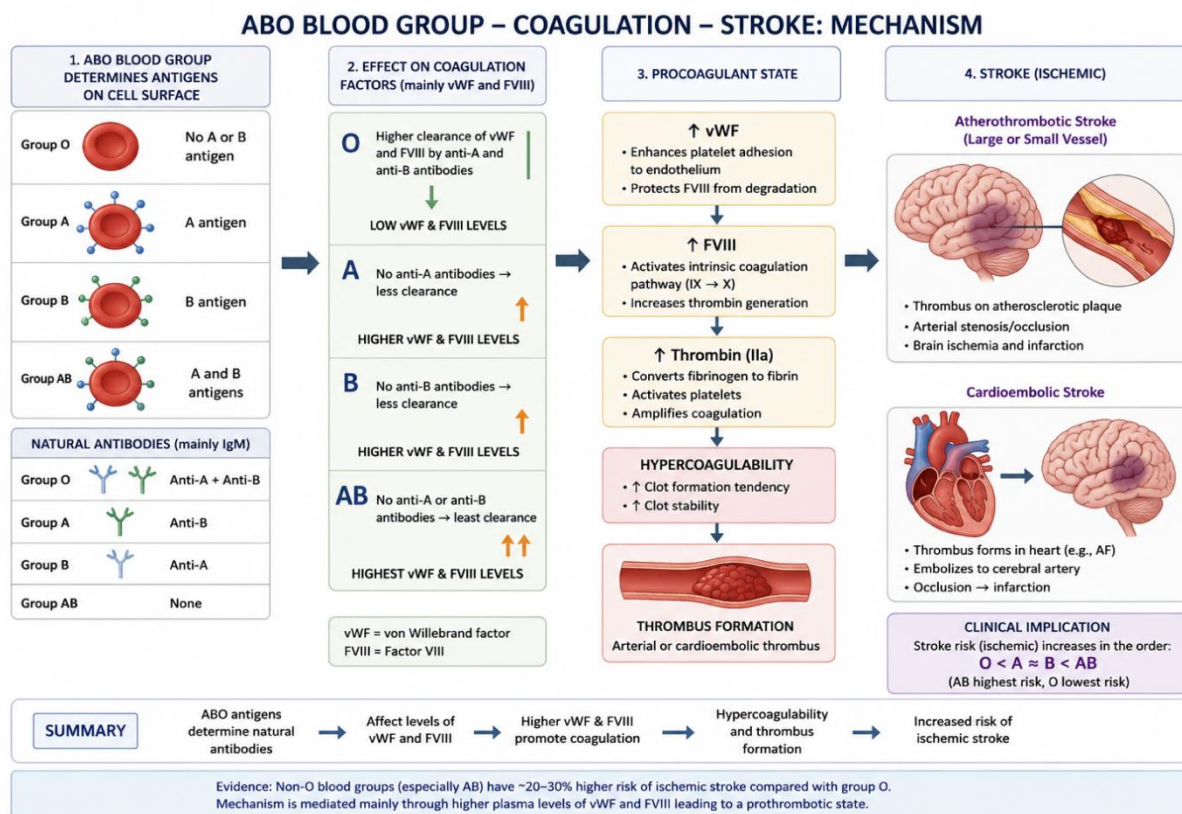 ABO BLOOD GROUP – COAGULATION – STROKE: MECHANISM
1. ABO BLOOD GROUP
DETERMINES ANTIGENS
ON CELL SURFACE
Group O
No A or B
antigen
Group A
A antigen
Group B
B antigen
Group AB
A and B
antigens
NATURAL ANTIBODIES (mainly IgM)
Group O
Anti-A + Anti-B
Group A
Anti-B
Group B
Anti-A
Group AB
None
2. EFFECT ON COAGULATION
FACTORS (mainly vWF and FVIII)
O
Higher clearance of vWF
and FVIII by anti-A and
anti-B antibodies
LOW vWF & FVIII LEVELS
A
No anti-A antibodies →
less clearance
HIGHER vWF & FVIII LEVELS
B
No anti-B antibodies →
less clearance
HIGHER vWF & FVIII LEVELS
AB
No anti-A or anti-B
antibodies → least clearance
HIGHEST vWF & FVIII LEVELS
vWF = von Willebrand factor
FVIII = Factor VIII
3. PROCOAGULANT STATE
↑ vWF
• Enhances platelet adhesion
to endothelium
• Protects FVIII from degradation
↑ FVIII
• Activates intrinsic coagulation
pathway (IX → X)
• Increases thrombin generation
↑ Thrombin (IIa)
• Converts fibrinogen to fibrin
• Activates platelets
• Amplifies coagulation
HYPERCOAGULABILITY
• ↑ Clot formation tendency
• ↑ Clot stability
THROMBUS FORMATION
Arterial or cardioembolic thrombus
4. STROKE (ISCHEMIC)
Atherothrombotic Stroke
(Large or Small Vessel)
• Thrombus on atherosclerotic plaque
• Arterial stenosis/occlusion
• Brain ischemia and infarction
Cardioembolic Stroke
• Thrombus forms in heart (e.g., AF)
• Embolizes to cerebral artery
• Occlusion → infarction
CLINICAL IMPLICATION
Stroke risk (ischemic) increases in the order:
O < A ≈ B < AB
(AB highest risk, O lowest risk)
SUMMARY
ABO antigens
determine natural
antibodies
Affect levels of
vWF and FVIII
Higher vWF & FVIII
promote coagulation
Hypercoagulability
and thrombus
formation
Increased risk of
ischemic stroke
Evidence: Non-O blood groups (especially AB) have ~20–30% higher risk of ischemic stroke compared with group O.
Mechanism is mediated mainly through higher plasma levels of vWF and FVIII leading to a prothrombotic state.